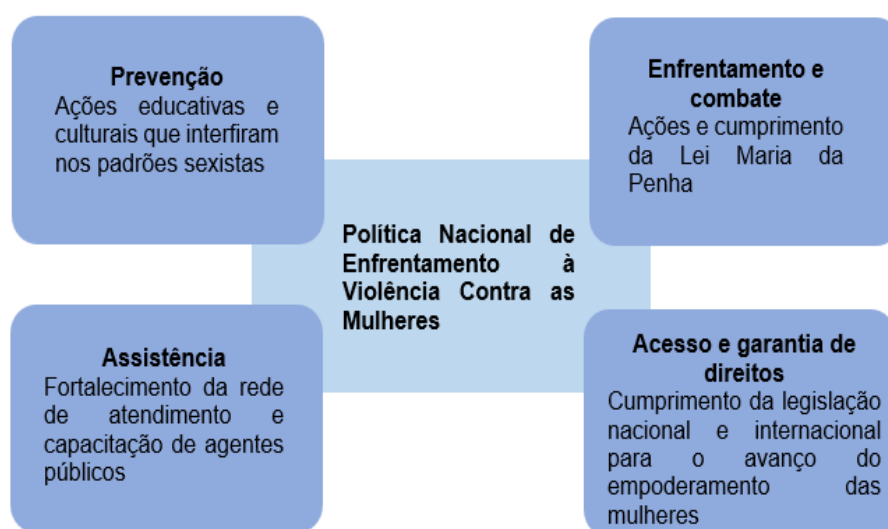 Prevenção
Ações educativas e
culturais que interfiram
nos padrões sexistas
Enfrentamento e
combate
Ações e cumprimento
da Lei Maria da
Penha
Política Nacional de
Enfrentamento à
Violência Contra as
Mulheres
Assistência
Fortalecimento da rede
de atendimento e
capacitação de agentes
públicos
Acesso e garantia de
direitos
Cumprimento da legislação
nacional e internacional
para o avanço do
empoderamento das
mulheres